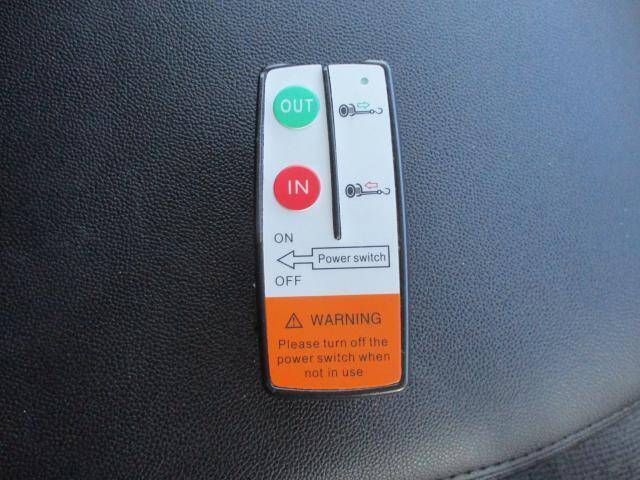 OUT
IN
ON
Power switch
OFF
WARNING
Please turn off the
power switch when
not in use